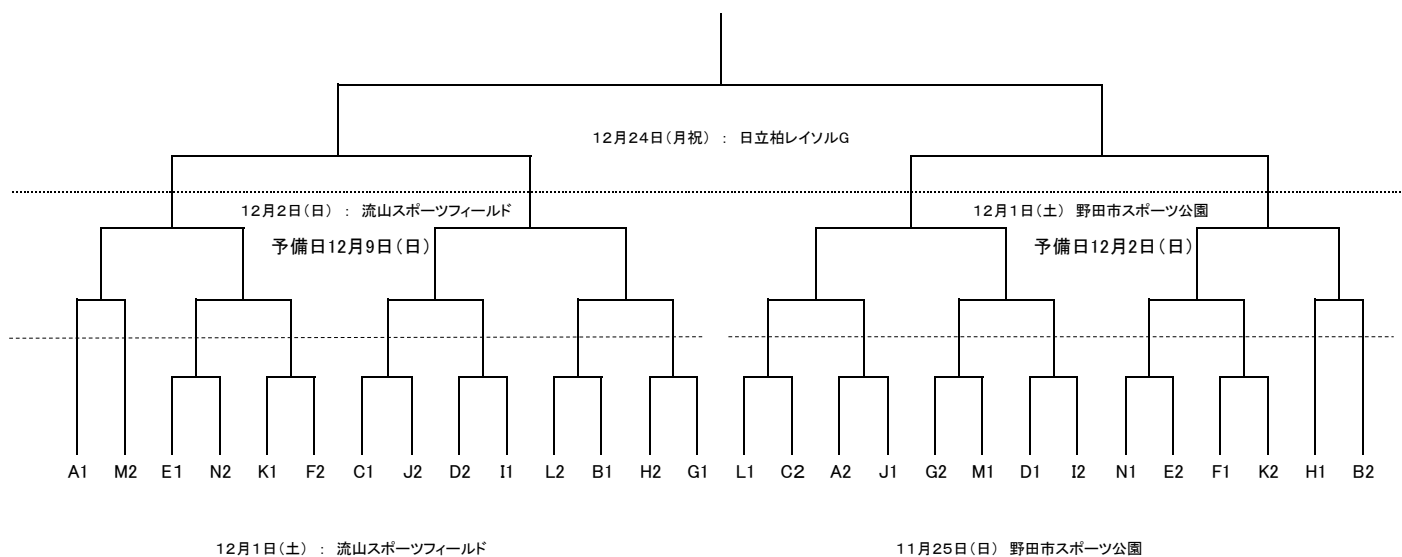 12月24日(月祝) : 日立柏レイソルG
12月2日(日) : 流山スポーツフィールド
12月1日(土) 野田市スポーツ公園
予備日12月9日(日)
予備日12月2日(日)
A1 M2 E1 N2 K1 F2 C1 J2 D2 I1 L2 B1 H2 G1 L1 C2 A2 J1 G2 M1 D1 I2 N1 E2 F1 K2 H1 B2
12月1日(土) : 流山スポーツフィールド
11月25日(日) 野田市スポーツ公園